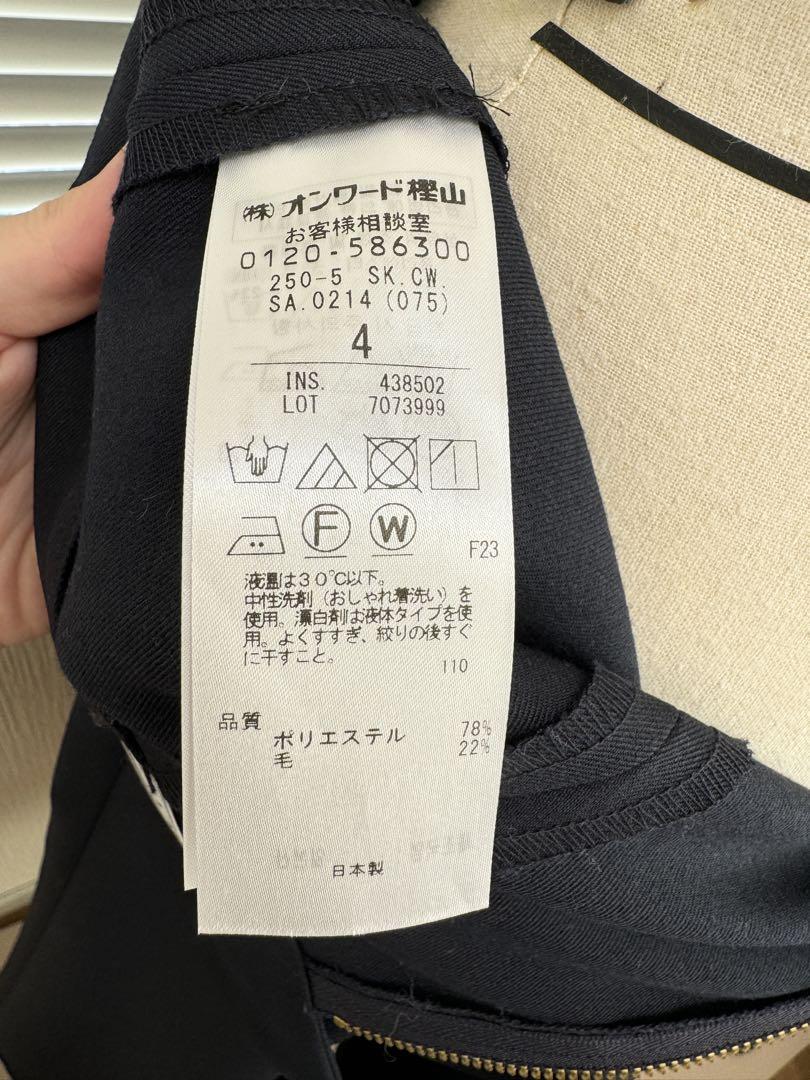 (株)オンワード樫山
お客様相談室
0120-586300
250-5 SK.CW.
SA.0214 (075)
4
INS. 438502
LOT 7073999
F W
F23
液温は30℃以下。
中性洗剤（おしゃれ着洗い）を
使用。漂白剤は液体タイプを使
用。よくすすぎ、絞りの後すぐ
に干すこと。
110
品質
ポリエステル 78%
毛 22%
日本製